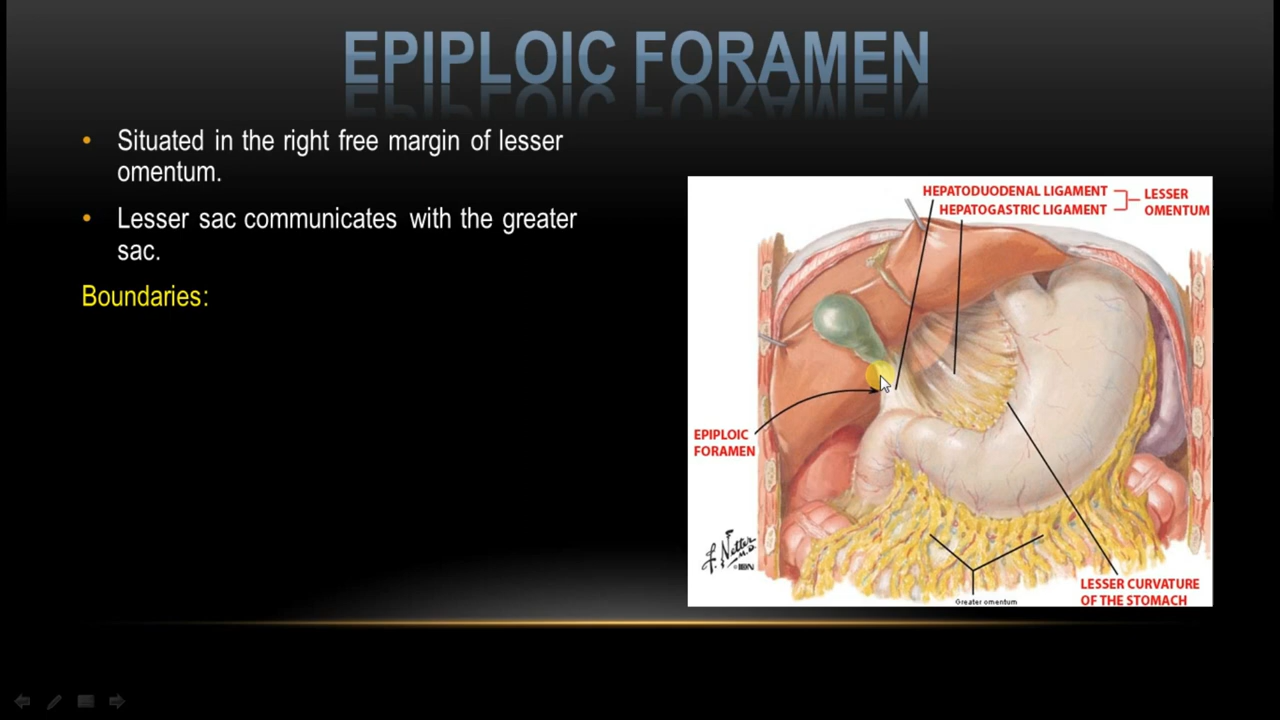 EPIPLOIC FORAMEN
• Situated in the right free margin of lesser
omentum.
• Lesser sac communicates with the greater
sac.
Boundaries:
HEPATODUODENAL LIGAMENT
HEPATOGASTRIC LIGAMENT
LESSER
OMENTUM
EPIPLOIC
FORAMEN
F. Netter
M.D.
LESSER CURVATURE
OF THE STOMACH
Greater omentum